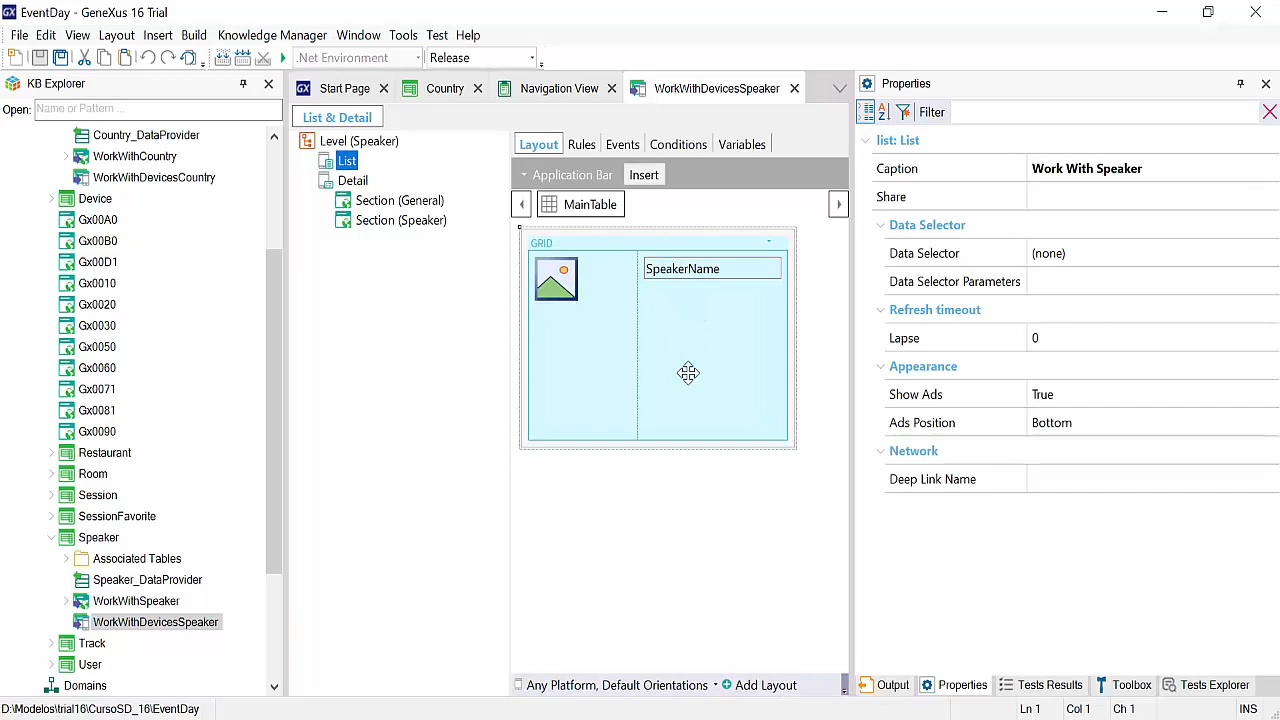 EventDay - GeneXus 16 Trial
File Edit View Layout Insert Build Knowledge Manager Window Tools Test Help
.Net Environment Release
KB Explorer
Open: Name or Pattern ...
Country_DataProvider
WorkWithCountry
WorkWithDevicesCountry
Device
Gx00A0
Gx00B0
Gx00D1
Gx0010
Gx0020
Gx0030
Gx0050
Gx0060
Gx0071
Gx0081
Gx0090
Restaurant
Room
Session
SessionFavorite
Speaker
Associated Tables
Speaker_DataProvider
WorkWithSpeaker
WorkWithDevicesSpeaker
Track
User
Domains
Start Page Country Navigation View WorkWithDevicesSpeaker
List & Detail
Level (Speaker)
List
Detail
Section (General)
Section (Speaker)
Layout Rules Events Conditions Variables
Application Bar Insert
MainTable
GRID
SpeakerName
Any Platform, Default Orientations Add Layout
Properties
Filter
list: List
Caption Work With Speaker
Share
Data Selector
Data Selector (none)
Data Selector Parameters
Refresh timeout
Lapse 0
Appearance
Show Ads True
Ads Position Bottom
Network
Deep Link Name
Output Properties Tests Results Toolbox Tests Explorer
D:\Modelos\trial16\CursoSD_16\EventDay Ln 1 Col 1 Ch 1 INS